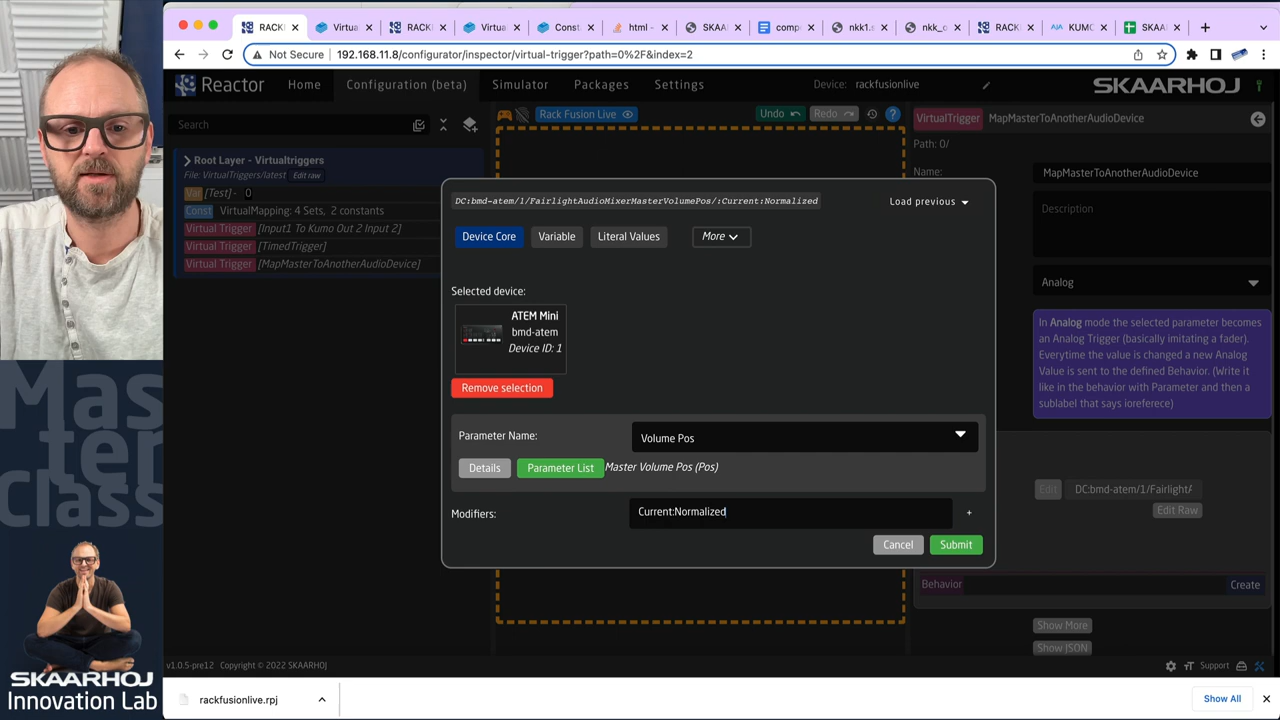 RACK
Virtua
RACK
Virtua
Const
html -
SKAA
comp
nkk1.s
nkk_c
RACK
AJA KUMO
SKAA
Not Secure
192.168.11.8/configurator/inspector/virtual-trigger?path=0%2F&index=2
Reactor
Home
Configuration (beta)
Simulator
Packages
Settings
Device: rackfusionlive
SKAARHOJ
Search
Rack Fusion Live
Undo
Redo
VirtualTrigger
MapMasterToAnotherAudioDevice
Root Layer - Virtualtriggers
File: VirtualTriggers/latest Edit raw
Var [Test] - 0
Const VirtualMapping: 4 Sets, 2 constants
Virtual Trigger [Input1 To Kumo Out 2 Input 2]
Virtual Trigger [TimedTrigger]
Virtual Trigger [MapMasterToAnotherAudioDevice]
Path: 0/
Name:
MapMasterToAnotherAudioDevice
Description
Analog
In Analog mode the selected parameter becomes
an Analog Trigger (basically imitating a fader).
Everytime the value is changed a new Analog
Value is sent to the defined Behavior. (Write it
like in the behavior with Parameter and then a
sublabel that says ioreferece)
Edit
DC:bmd-atem/1/Fairlight/
Edit Raw
Behavior
Create
Show More
Show JSON
DC:bmd-atem/1/FairlightAudioMixerMasterVolumePos/:Current:Normalized
Load previous
Device Core
Variable
Literal Values
More
Selected device:
ATEM Mini
bmd-atem
Device ID: 1
Remove selection
Parameter Name:
Volume Pos
Details
Parameter List
Master Volume Pos (Pos)
Modifiers:
Current:Normalized
+
Cancel
Submit
v1.0.5-pre12 Copyright © 2022 SKAARHOJ
Support
rackfusionlive.rpj
Show All
Master
Class
SKAARHOJ
Innovation Lab